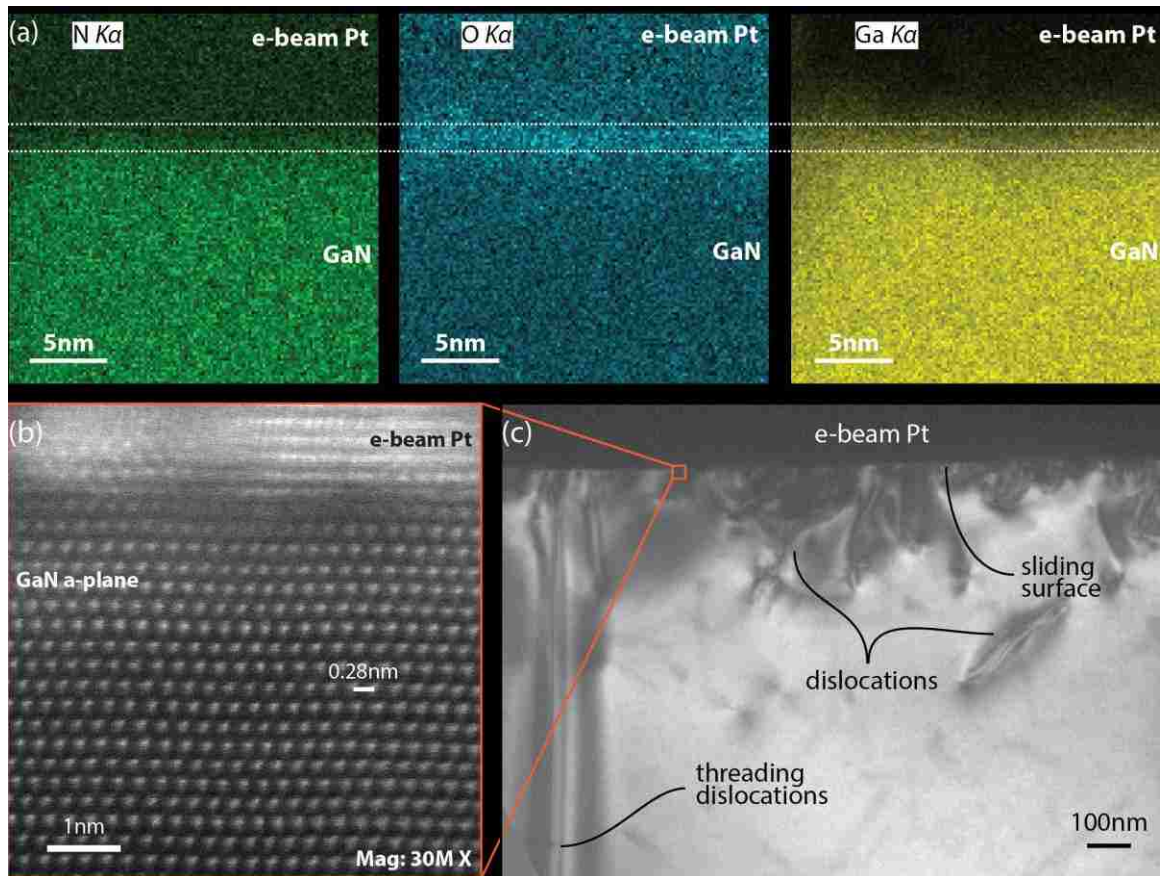 (a)
N Kα
e-beam Pt
O Kα
e-beam Pt
Ga Kα
e-beam Pt
GaN
GaN
GaN
5nm
5nm
5nm
(b)
e-beam Pt
GaN a-plane
0.28nm
1nm
Mag: 30M X
(c)
e-beam Pt
sliding
surface
dislocations
threading
dislocations
100nm